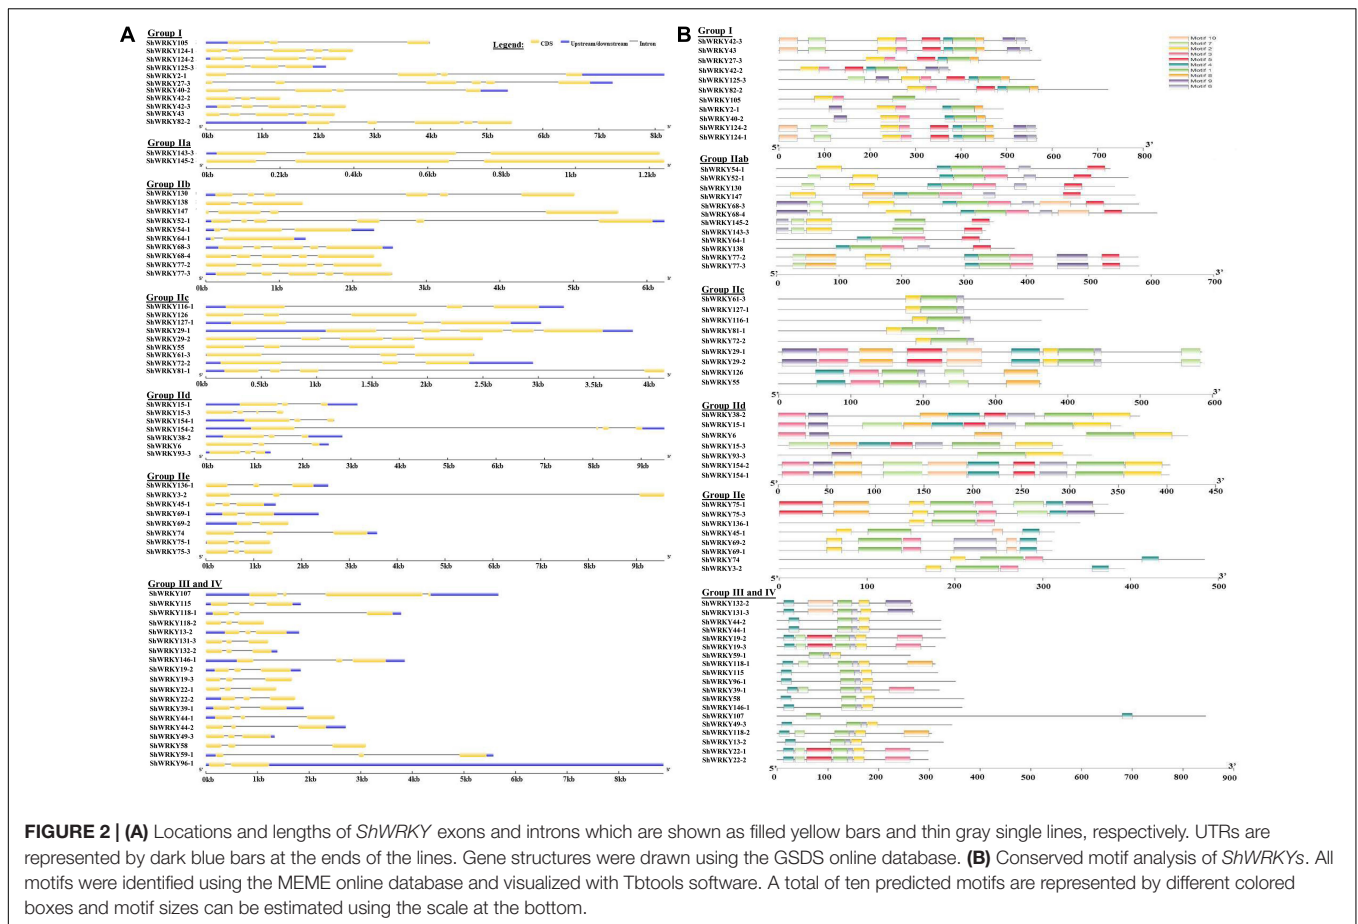 A
Group I
Legend: CDS Upstream/downstream Intron
ShWRKY105
ShWRKY124-1
ShWRKY124-2
ShWRKY125-3
ShWRKY2-1
ShWRKY27-3
ShWRKY40-2
ShWRKY42-2
ShWRKY42-3
ShWRKY43
ShWRKY82-2
5' 3'
0kb 1kb 2kb 3kb 4kb 5kb 6kb 7kb 8kb
Group IIa
ShWRKY143-3
ShWRKY145-2
5' 3'
0kb 0.2kb 0.4kb 0.6kb 0.8kb 1kb 1.2kb
Group IIb
ShWRKY130
ShWRKY138
ShWRKY147
ShWRKY52-1
ShWRKY54-1
ShWRKY64-1
ShWRKY68-3
ShWRKY68-4
ShWRKY77-2
ShWRKY77-3
5' 3'
0kb 1kb 2kb 3kb 4kb 5kb 6kb
Group IIc
ShWRKY116-1
ShWRKY126
ShWRKY127-1
ShWRKY29-1
ShWRKY29-2
ShWRKY55
ShWRKY61-3
ShWRKY72-2
ShWRKY81-1
5' 3'
0kb 0.5kb 1kb 1.5kb 2kb 2.5kb 3kb 3.5kb 4kb
Group IId
ShWRKY15-1
ShWRKY15-3
ShWRKY154-1
ShWRKY154-2
ShWRKY38-2
ShWRKY6
ShWRKY93-3
5' 3'
0kb 1kb 2kb 3kb 4kb 5kb 6kb 7kb 8kb 9kb
Group IIe
ShWRKY136-1
ShWRKY3-2
ShWRKY45-1
ShWRKY69-1
ShWRKY69-2
ShWRKY74
ShWRKY75-1
ShWRKY75-3
5' 3'
0kb 1kb 2kb 3kb 4kb 5kb 6kb 7kb 8kb 9kb
Group III and IV
ShWRKY107
ShWRKY115
ShWRKY118-1
ShWRKY118-2
ShWRKY13-2
ShWRKY131-3
ShWRKY132-2
ShWRKY146-1
ShWRKY19-2
ShWRKY19-3
ShWRKY22-1
ShWRKY22-2
ShWRKY39-1
ShWRKY44-1
ShWRKY44-2
ShWRKY49-3
ShWRKY58
ShWRKY59-1
ShWRKY96-1
5' 3'
0kb 1kb 2kb 3kb 4kb 5kb 6kb 7kb 8kb
B
Group I
ShWRKY42-3
ShWRKY43
ShWRKY27-3
ShWRKY42-2
ShWRKY125-3
ShWRKY82-2
ShWRKY105
ShWRKY2-1
ShWRKY40-2
ShWRKY124-2
ShWRKY124-1
5' 3'
0 100 200 300 400 500 600 700 800
Motif 10
Motif 7
Motif 2
Motif 3
Motif 5
Motif 4
Motif 1
Motif 8
Motif 9
Motif 6
Group IIab
ShWRKY54-1
ShWRKY52-1
ShWRKY130
ShWRKY147
ShWRKY68-3
ShWRKY68-4
ShWRKY145-2
ShWRKY143-3
ShWRKY64-1
ShWRKY138
ShWRKY77-2
ShWRKY77-3
5' 3'
0 100 200 300 400 500 600 700
Group IIc
ShWRKY61-3
ShWRKY127-1
ShWRKY116-1
ShWRKY81-1
ShWRKY72-2
ShWRKY29-1
ShWRKY29-2
ShWRKY126
ShWRKY55
5' 3'
0 100 200 300 400 500 600
Group IId
ShWRKY38-2
ShWRKY15-1
ShWRKY6
ShWRKY15-3
ShWRKY93-3
ShWRKY154-2
ShWRKY154-1
5' 3'
0 50 100 150 200 250 300 350 400 450
Group IIe
ShWRKY75-1
ShWRKY75-3
ShWRKY136-1
ShWRKY45-1
ShWRKY69-2
ShWRKY69-1
ShWRKY74
ShWRKY3-2
5' 3'
0 100 200 300 400 500
Group III and IV
ShWRKY132-2
ShWRKY131-3
ShWRKY44-2
ShWRKY44-1
ShWRKY19-2
ShWRKY19-3
ShWRKY59-1
ShWRKY118-1
ShWRKY115
ShWRKY96-1
ShWRKY39-1
ShWRKY58
ShWRKY146-1
ShWRKY107
ShWRKY49-3
ShWRKY118-2
ShWRKY13-2
ShWRKY22-1
ShWRKY22-2
5' 3'
0 100 200 300 400 500 600 700 800 900
FIGURE 2 | (A) Locations and lengths of ShWRKY exons and introns which are shown as filled yellow bars and thin gray single lines, respectively. UTRs are
represented by dark blue bars at the ends of the lines. Gene structures were drawn using the GSDS online database. (B) Conserved motif analysis of ShWRKYs. All
motifs were identified using the MEME online database and visualized with Tbtools software. A total of ten predicted motifs are represented by different colored
boxes and motif sizes can be estimated using the scale at the bottom.